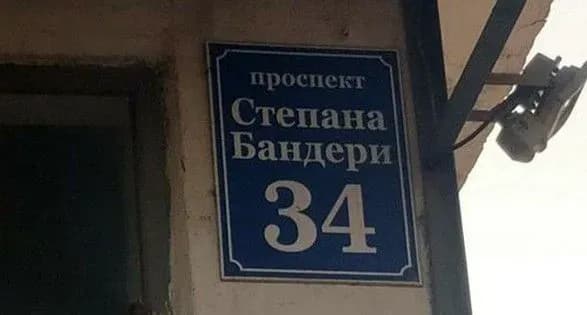 проспект
Степана
Бандери
34